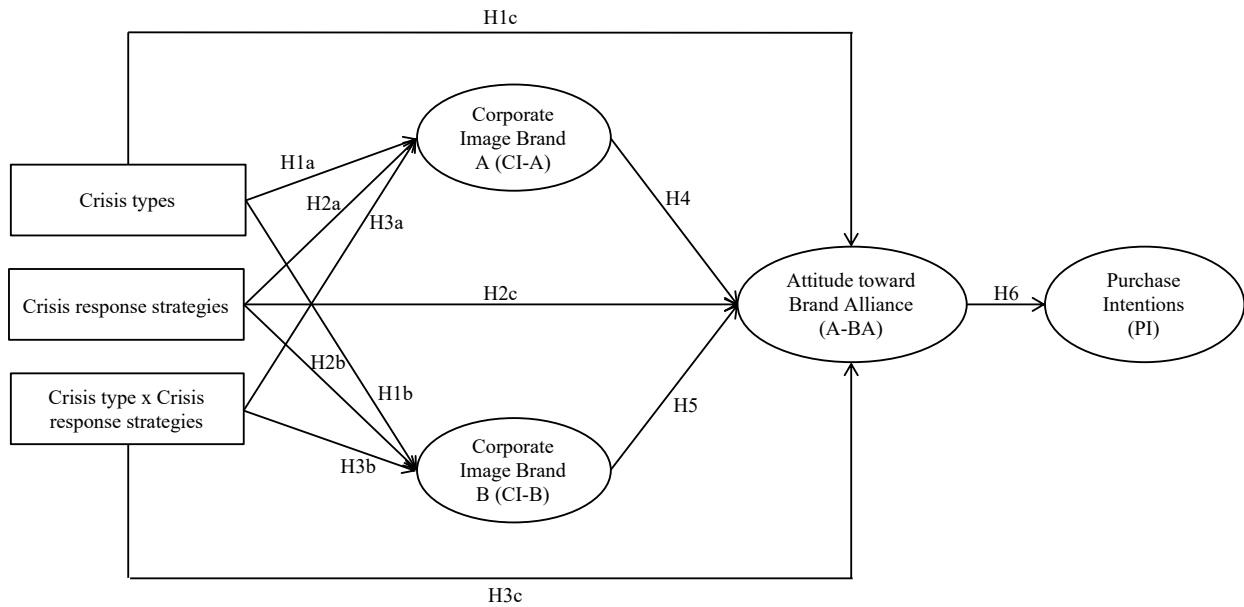 H1c
Corporate
Image Brand
A (CI-A)
H1a
Crisis types
H2a
H4
H3a
Attitude toward
Brand Alliance
(A-BA)
H6
Purchase
Intentions
(PI)
Crisis response strategies
H2c
H2b
H1b
Crisis type x Crisis
response strategies
H5
Corporate
Image Brand
B (CI-B)
H3b
H3c